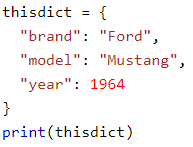 thisdict = {
  "brand": "Ford",
  "model": "Mustang",
  "year": 1964
}
print(thisdict)